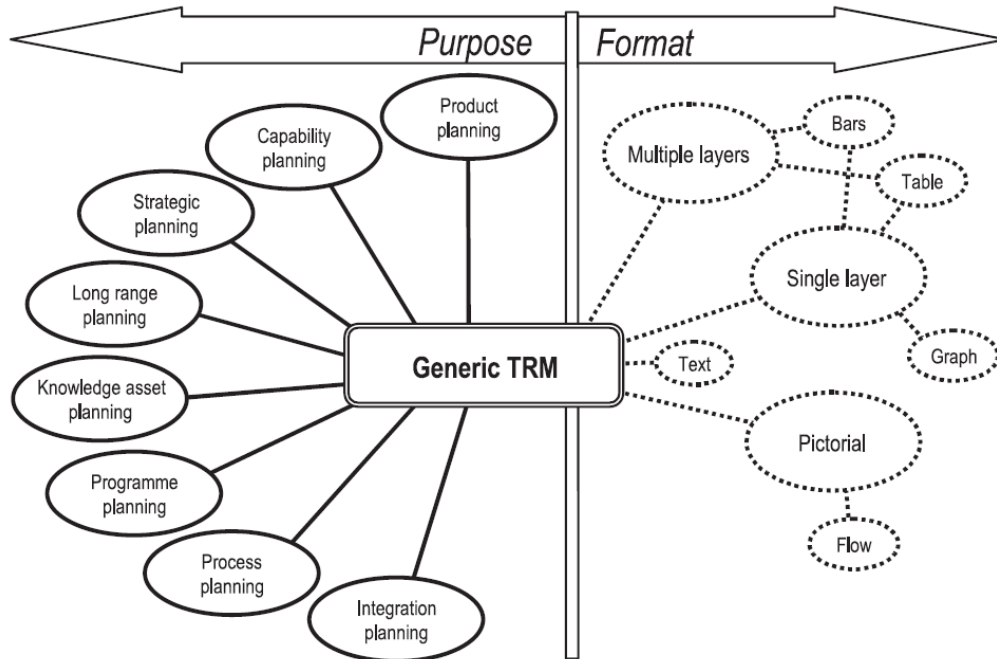 Purpose
Format
Product
planning
Capability
planning
Strategic
planning
Long range
planning
Knowledge asset
planning
Programme
planning
Process
planning
Integration
planning
Generic TRM
Multiple layers
Bars
Table
Single layer
Graph
Text
Pictorial
Flow